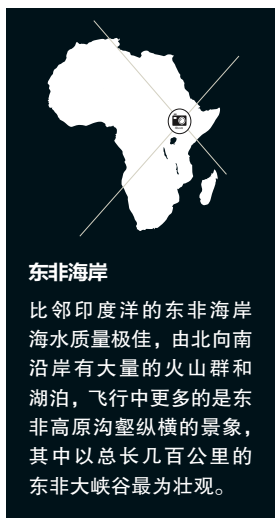 东非海岸
比邻印度洋的东非海岸
海水质量极佳，由北向南
沿岸有大量的火山群和
湖泊，飞行中更多的是东
非高原沟壑纵横的景象，
其中以总长几百公里的
东非大峡谷最为壮观。